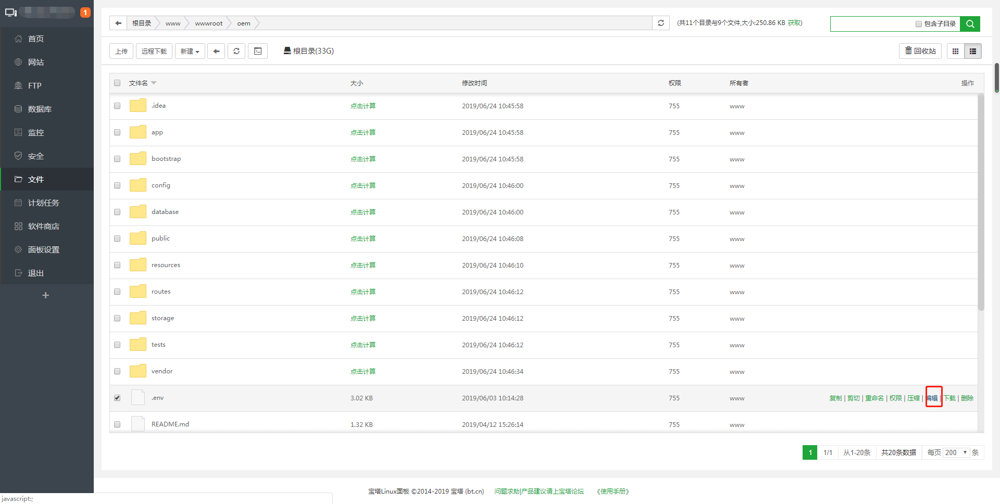 1
首页
网站
FTP
数据库
监控
安全
文件
计划任务
软件商店
面板设置
退出
+
根目录 www wwwroot oem (共11个目录与9个文件,大小:250.86 KB 获取) 包含子目录
上传 远程下载 新建 根目录(33G) 回收站
文件名 大小 修改时间 权限 所有者 操作
.idea 点击计算 2019/06/24 10:45:58 755 www
app 点击计算 2019/06/24 10:45:58 755 www
bootstrap 点击计算 2019/06/24 10:45:58 755 www
config 点击计算 2019/06/24 10:46:00 755 www
database 点击计算 2019/06/24 10:46:00 755 www
public 点击计算 2019/06/24 10:46:08 755 www
resources 点击计算 2019/06/24 10:46:10 755 www
routes 点击计算 2019/06/24 10:46:12 755 www
storage 点击计算 2019/06/24 10:46:12 755 www
tests 点击计算 2019/06/24 10:46:12 755 www
vendor 点击计算 2019/06/24 10:46:34 755 www
.env 3.02 KB 2019/06/03 10:14:28 755 www 复制 | 剪切 | 重命名 | 权限 | 压缩 | 编辑 | 下载 | 删除
README.md 1.32 KB 2019/04/12 15:26:14 755 www
1 1/1 从1-20条 共20条数据 每页 200 条
宝塔Linux面板 ©2014-2019 宝塔 (bt.cn) 问题求助|产品建议请上宝塔论坛 《使用手册》
javascript:;